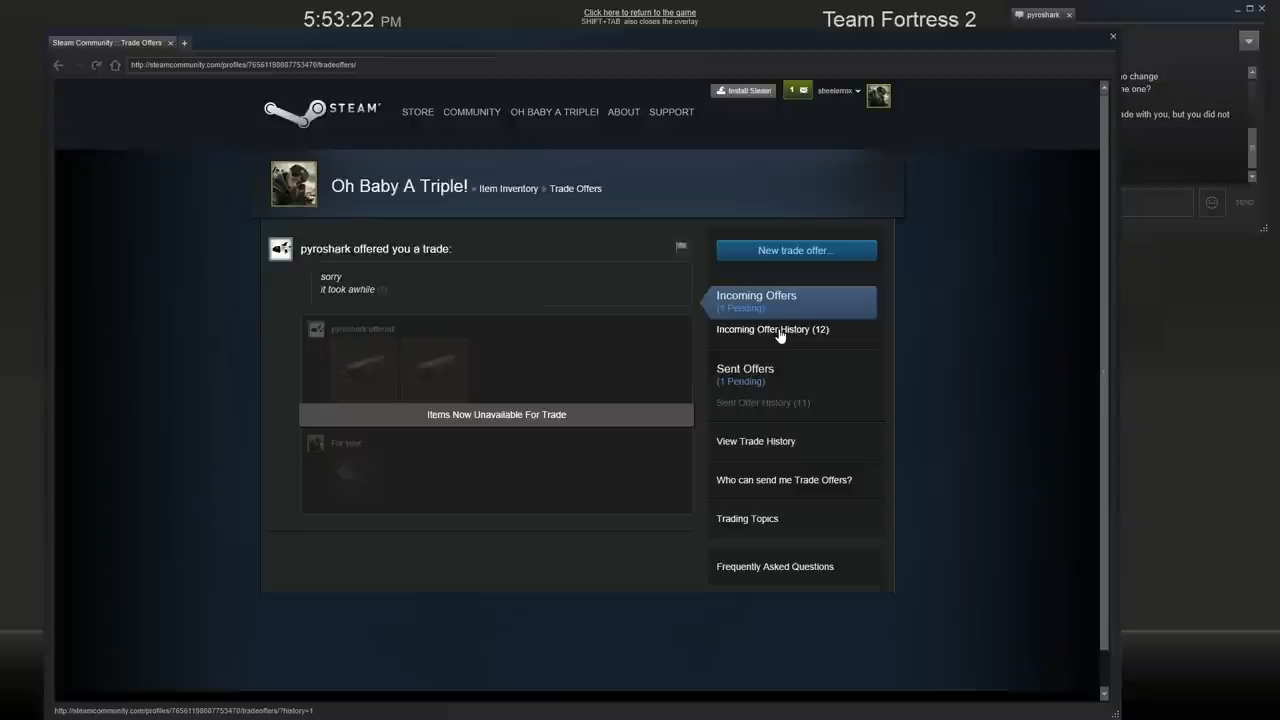 5:53:22 PM
Click here to return to the game
SHIFT+TAB also closes the overlay
Team Fortress 2
pyroshark
Steam Community :: Trade Offers
http://steamcommunity.com/profiles/76561198087753470/tradeoffers/
change
e one?
ade with you, but you did not
SEND
Install Steam
1
sheelerrox
STEAM
STORE COMMUNITY OH BABY A TRIPLE! ABOUT SUPPORT
Oh Baby A Triple! » Item Inventory » Trade Offers
pyroshark offered you a trade:
sorry
it took awhile
pyroshark offered:
Items Now Unavailable For Trade
For your
New trade offer...
Incoming Offers
(1 Pending)
Incoming Offer History (12)
Sent Offers
(1 Pending)
Sent Offer History (11)
View Trade History
Who can send me Trade Offers?
Trading Topics
Frequently Asked Questions
http://steamcommunity.com/profiles/76561198087753470/tradeoffers/?history=1